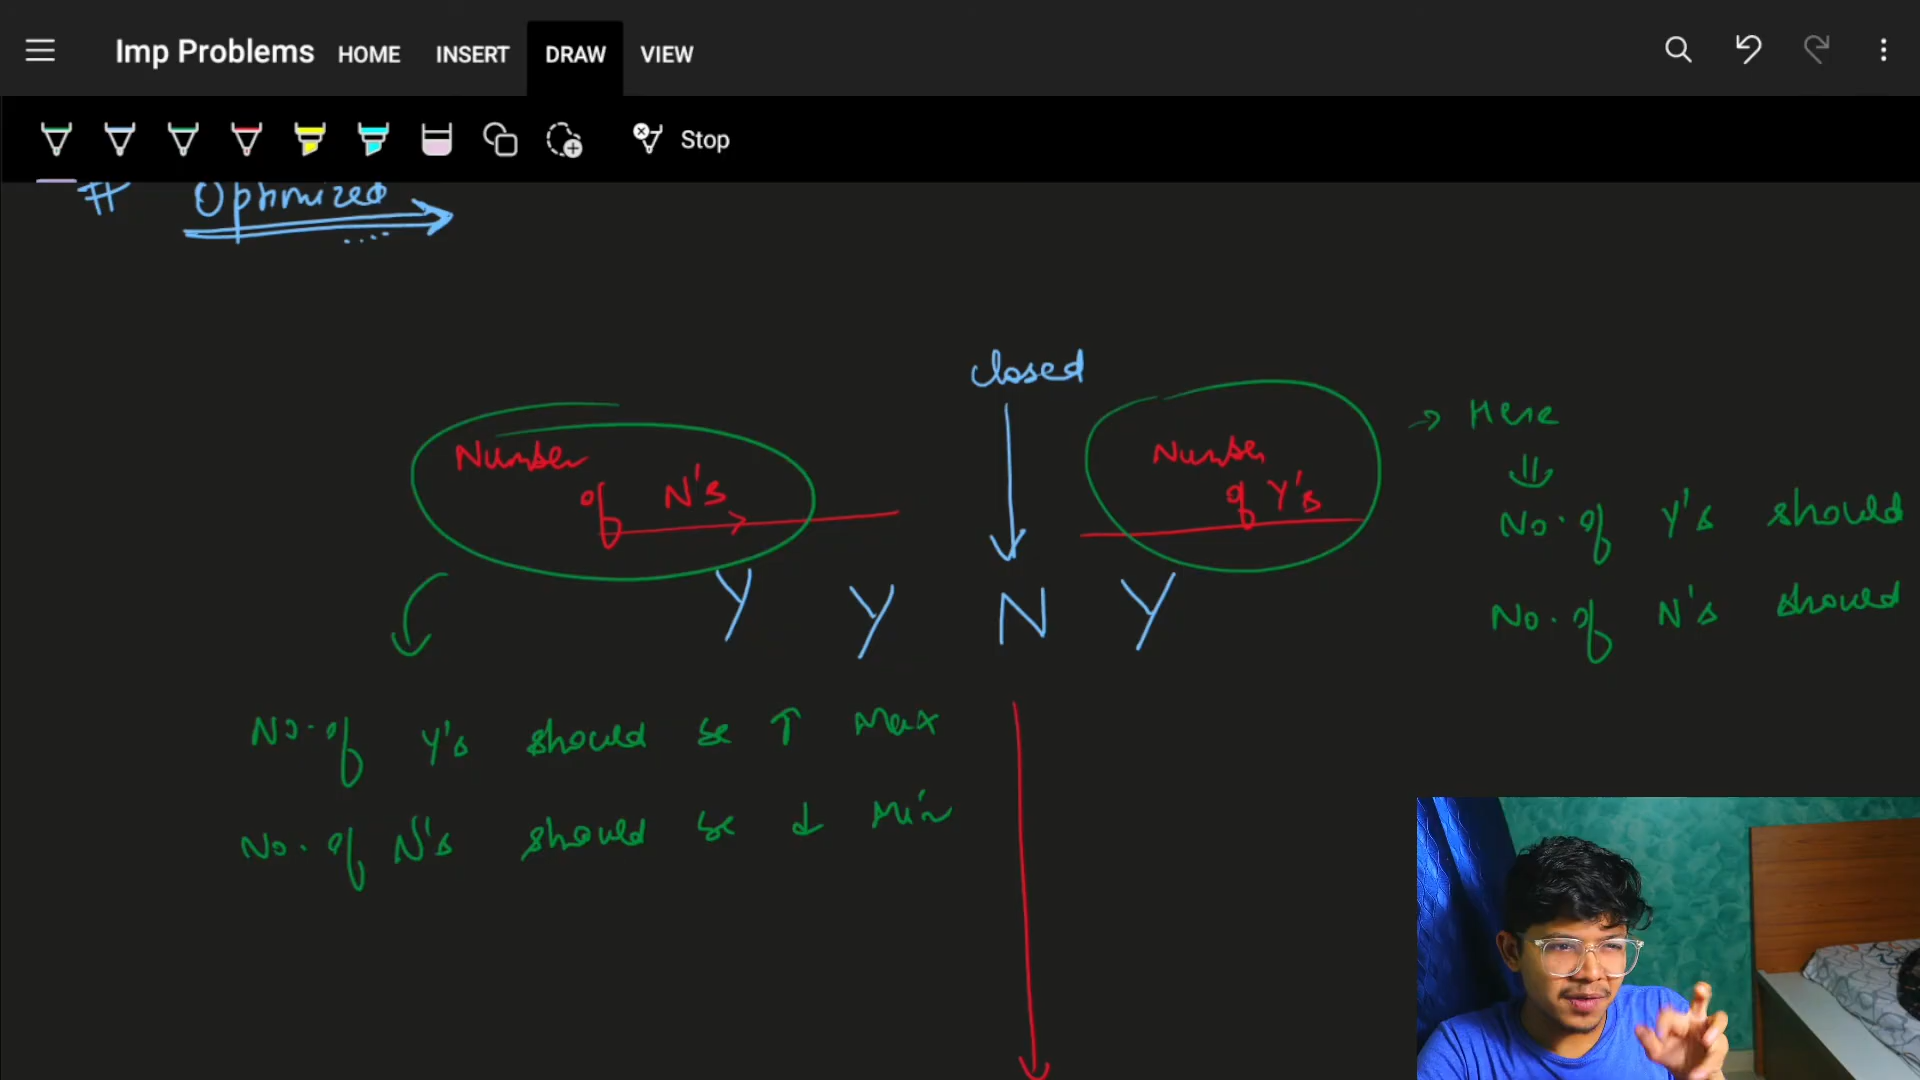 Imp Problems HOME INSERT DRAW VIEW
Stop
# Optimized
closed
Number of N's
Number of Y's
→ Here
No. of Y's should
No. of N's should
Y Y N Y
No. of Y's should be ↑ Max
No. of N's should be ↓ Min